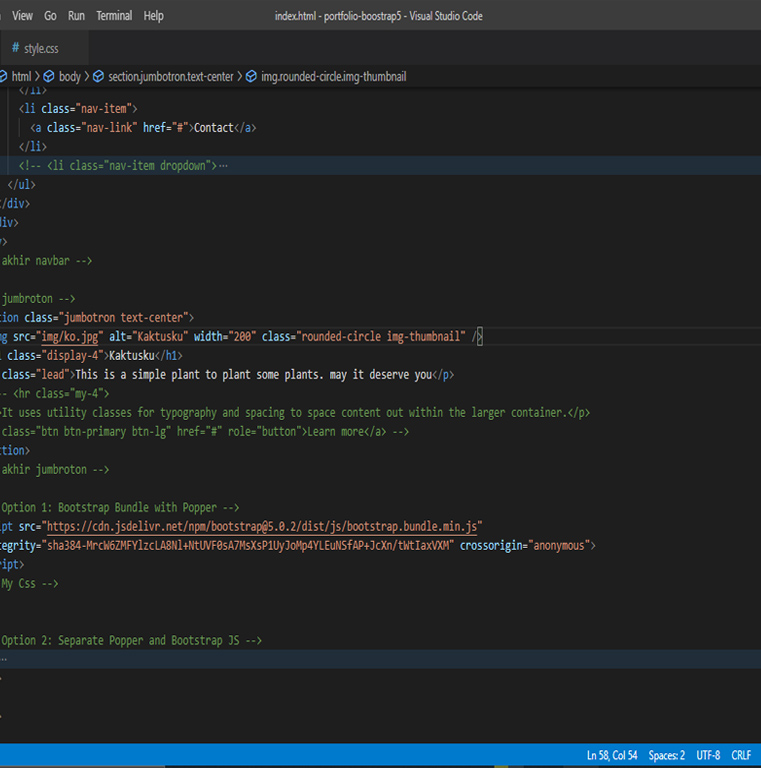 View Go Run Terminal Help index.html - portfolio-boostrap5 - Visual Studio Code
# style.css
html > body > section.jumbotron.text-center > img.rounded-circle.img-thumbnail
</li>
<li class="nav-item">
<a class="nav-link" href="#">Contact</a>
</li>
<!-- <li class="nav-item dropdown">…
</ul>
/div>
div>
>
akhir navbar -->
jumbroton -->
tion class="jumbotron text-center">
g src="img/ko.jpg" alt="Kaktusku" width="200" class="rounded-circle img-thumbnail" />
class="display-4">Kaktusku</h1>
class="lead">This is a simple plant to plant some plants. may it deserve you</p>
-- <hr class="my-4">
>It uses utility classes for typography and spacing to space content out within the larger container.</p>
class="btn btn-primary btn-lg" href="#" role="button">Learn more</a> -->
ction>
akhir jumbroton -->
Option 1: Bootstrap Bundle with Popper -->
ipt src="https://cdn.jsdelivr.net/npm/bootstrap@5.0.2/dist/js/bootstrap.bundle.min.js"
tegrity="sha384-MrcW6ZMFYlzcLA8Nl+NtUVF0sA7MsXsP1UyJoMp4YLEuNSfAP+JcXn/tWtIaxVXM" crossorigin="anonymous">
ript>
My Css -->
Option 2: Separate Popper and Bootstrap JS -->
…
>
>
Ln 58, Col 54 Spaces: 2 UTF-8 CRLF